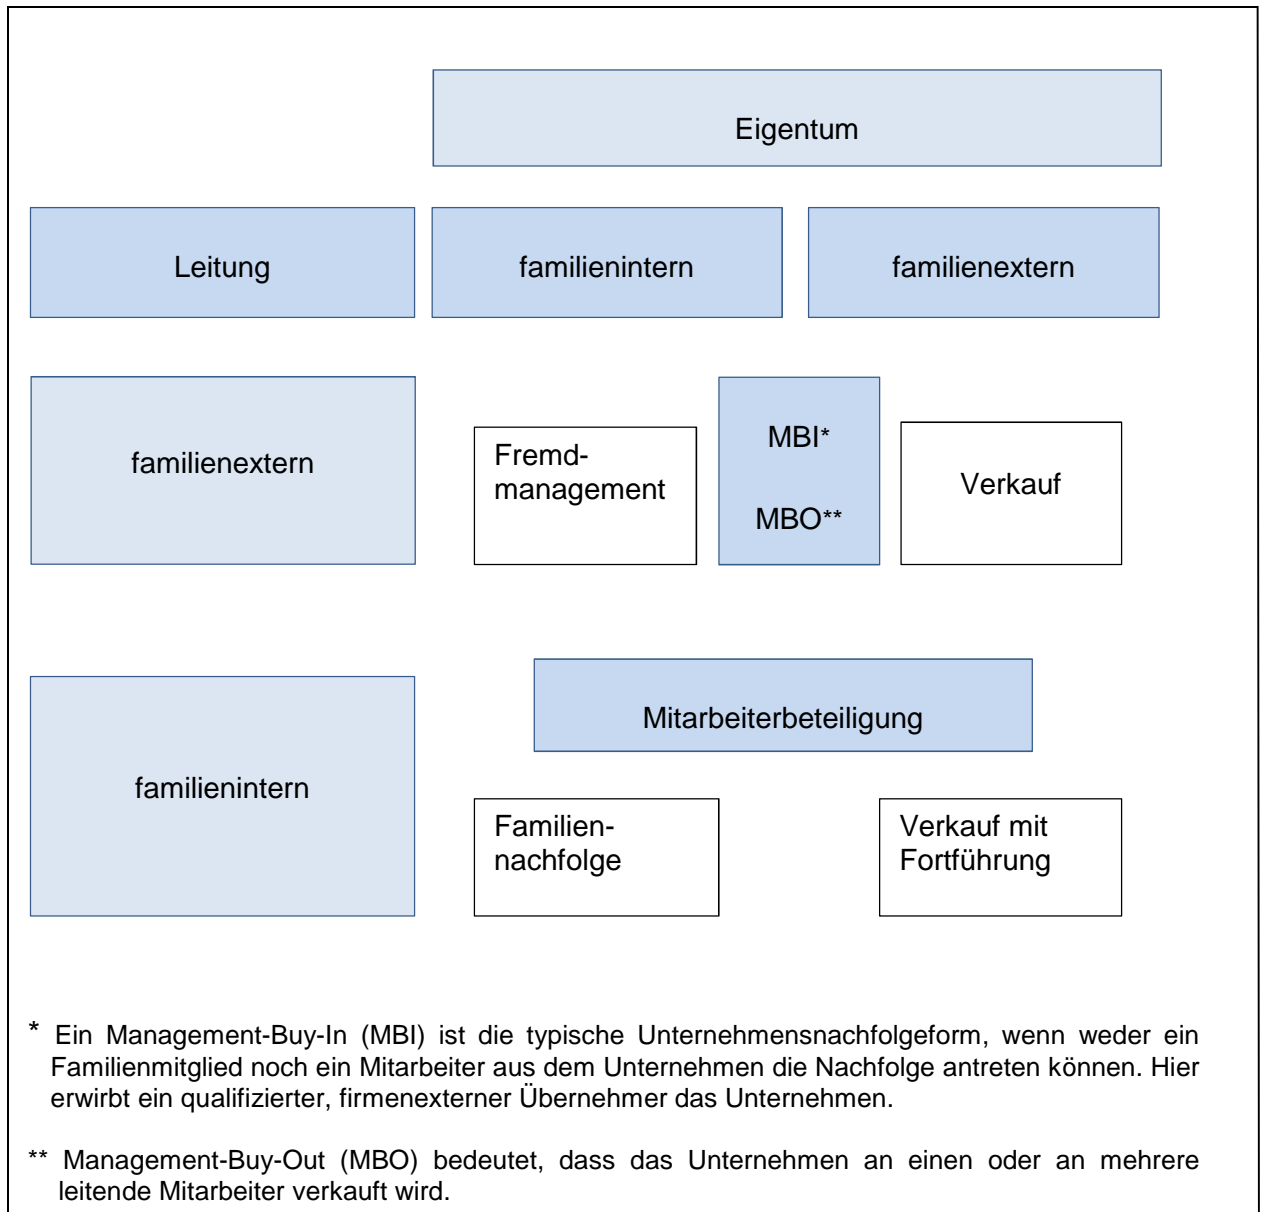 Eigentum
Leitung
familienintern
familienextern
familienextern
Fremd-
management
MBI*
MBO**
Verkauf
familienintern
Mitarbeiterbeteiligung
Familien-
nachfolge
Verkauf mit
Fortführung
* Ein Management-Buy-In (MBI) ist die typische Unternehmensnachfolgeform, wenn weder ein
Familienmitglied noch ein Mitarbeiter aus dem Unternehmen die Nachfolge antreten können. Hier
erwirbt ein qualifizierter, firmenexterner Übernehmer das Unternehmen.
** Management-Buy-Out (MBO) bedeutet, dass das Unternehmen an einen oder an mehrere
leitende Mitarbeiter verkauft wird.